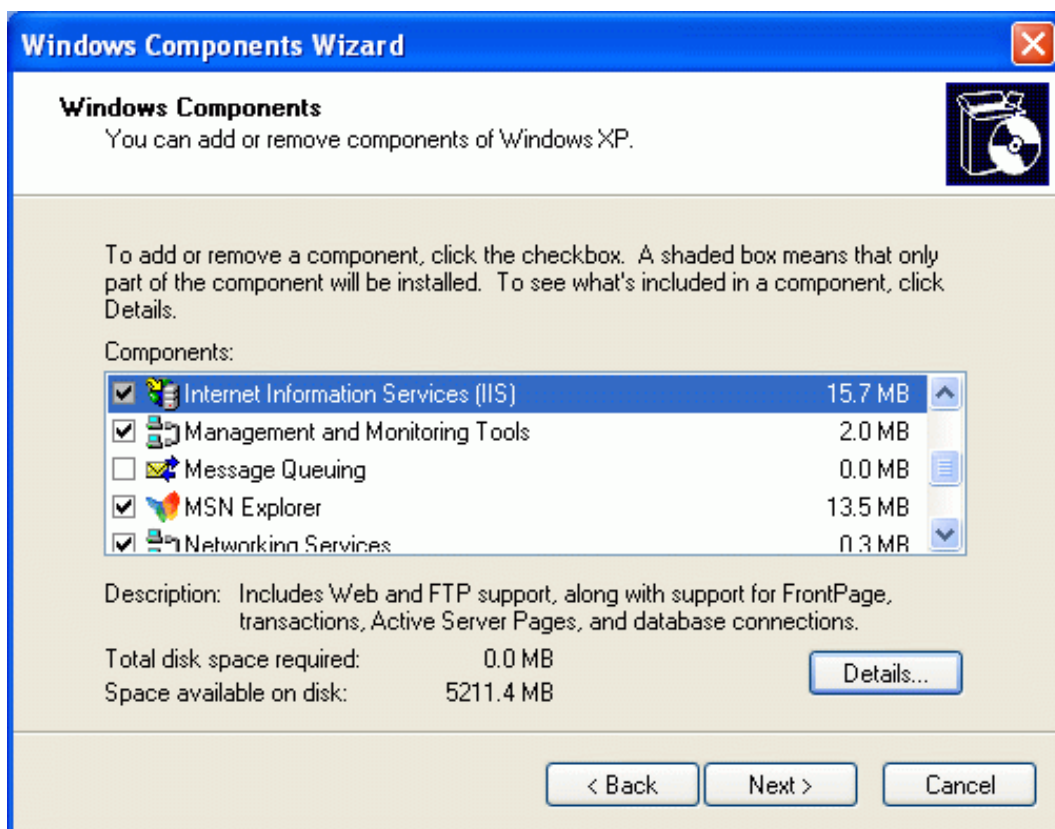 Windows Components Wizard
Windows Components
You can add or remove components of Windows XP.
To add or remove a component, click the checkbox. A shaded box means that only
part of the component will be installed. To see what's included in a component, click
Details.
Components:
Internet Information Services (IIS) 15.7 MB
Management and Monitoring Tools 2.0 MB
Message Queuing 0.0 MB
MSN Explorer 13.5 MB
Networking Services 0.3 MB
Description: Includes Web and FTP support, along with support for FrontPage,
transactions, Active Server Pages, and database connections.
Total disk space required: 0.0 MB
Space available on disk: 5211.4 MB
Details...
< Back Next > Cancel